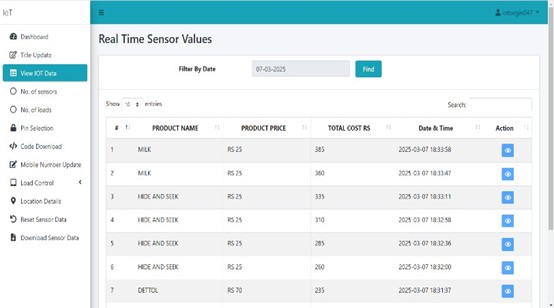 IoT
Dashboard
Title Update
View IOT Data
No. of sensors
No. of loads
Pin Selection
Code Download
Mobile Number Update
Load Control
Location Details
Reset Sensor Data
Download Sensor Data
Real Time Sensor Values
Filter By Date 07-03-2025 Find
Show 10 entries Search:
# PRODUCT NAME PRODUCT PRICE TOTAL COST RS Date & Time Action
1 MILK RS 25 385 2025-03-07 18:33:58
2 MILK RS 25 360 2025-03-07 18:33:47
3 HIDE AND SEEK RS 25 335 2025-03-07 18:33:11
4 HIDE AND SEEK RS 25 310 2025-03-07 18:32:58
5 HIDE AND SEEK RS 25 285 2025-03-07 18:32:36
6 HIDE AND SEEK RS 25 260 2025-03-07 18:32:00
7 DETTOL RS 70 235 2025-03-07 18:31:37